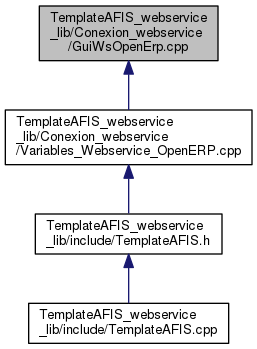 TemplateAFIS_webservice
_lib/Conexion_webservice
/GuiWsOpenErp.cpp
TemplateAFIS_webservice
_lib/Conexion_webservice
/Variables_Webservice_OpenERP.cpp
TemplateAFIS_webservice
_lib/include/TemplateAFIS.h
TemplateAFIS_webservice
_lib/include/TemplateAFIS.cpp